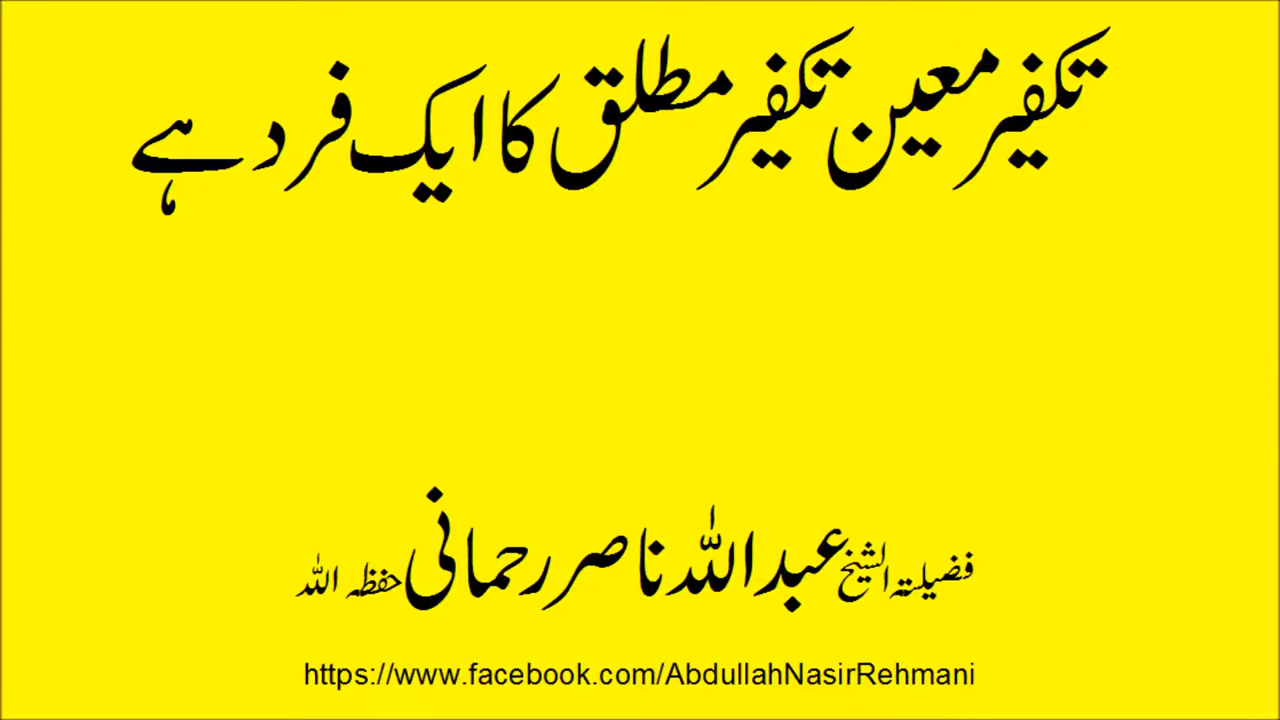 تکفیر معین تکفیر مطلق کا ایک فرد ہے
فضیلتہ الشیخ عبداللہ ناصر رحمانی حفظہ اللہ
https://www.facebook.com/AbdullahNasirRehmani